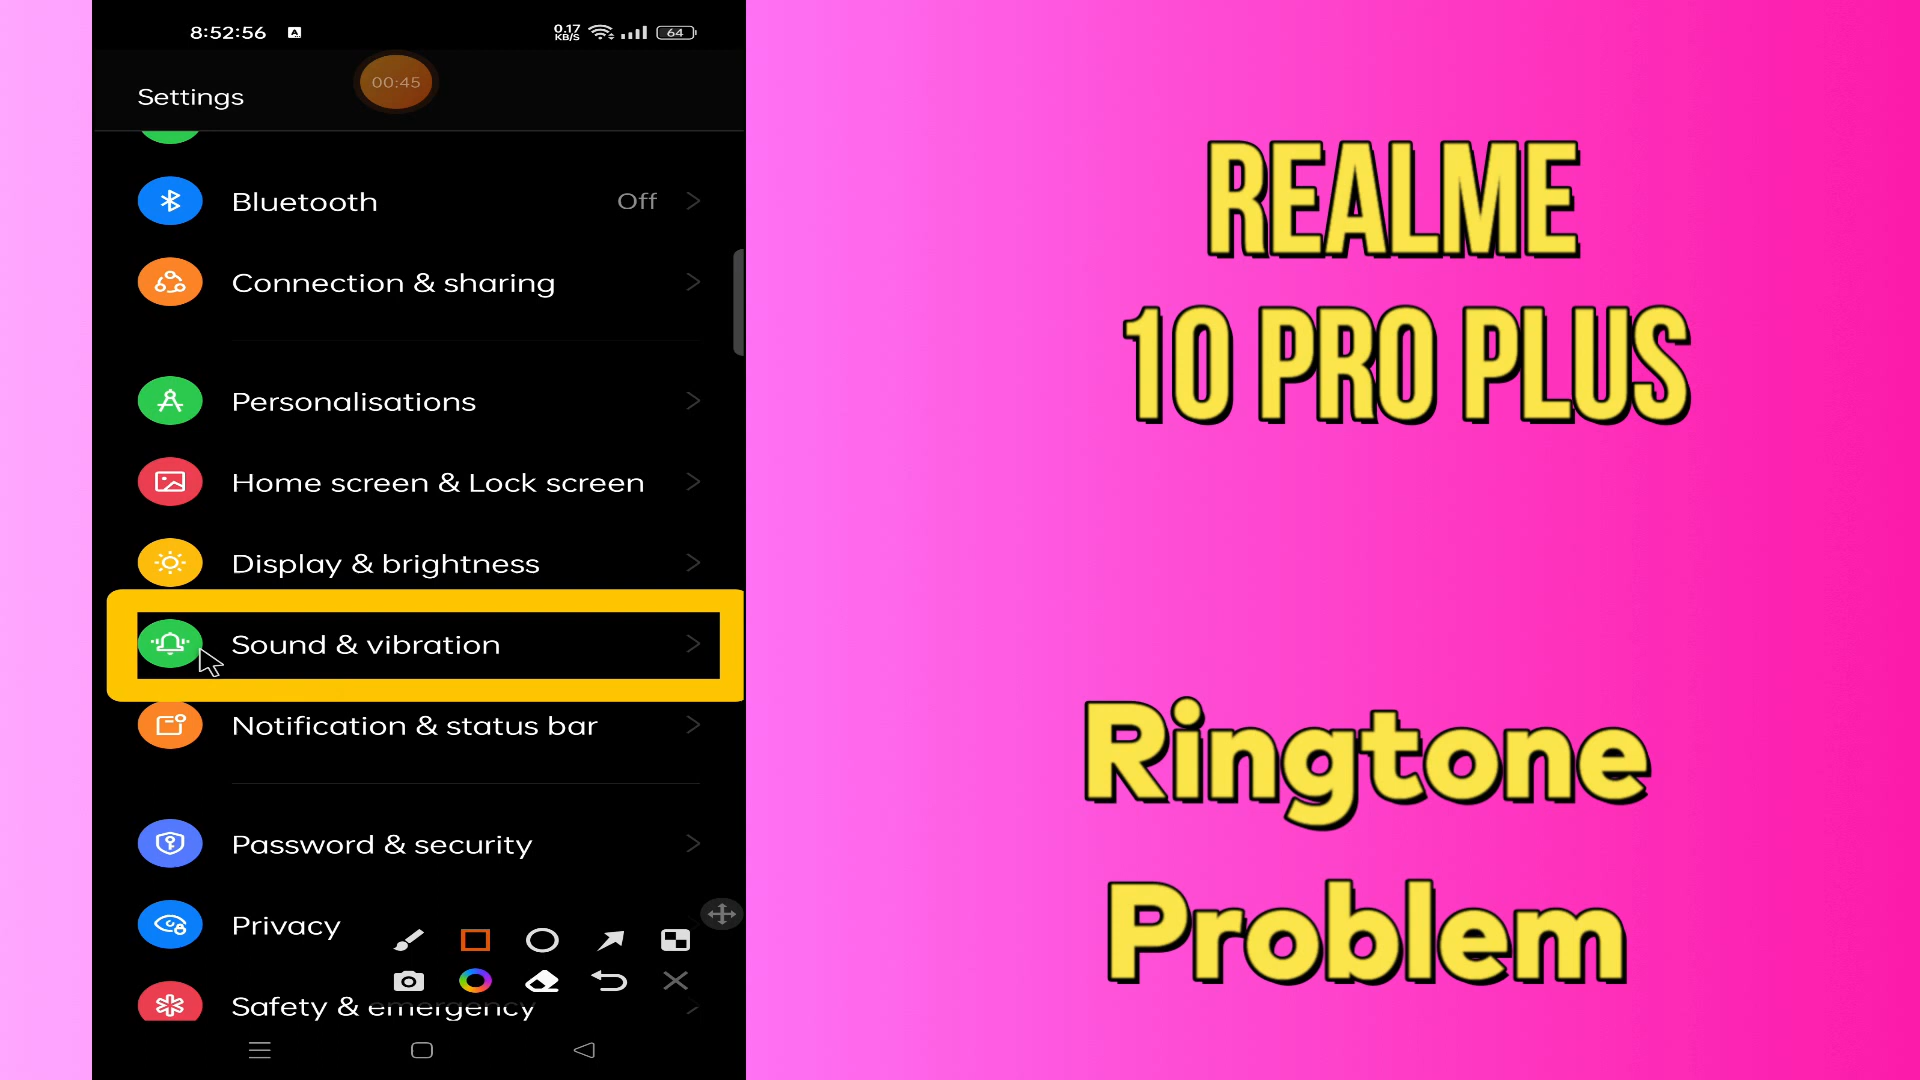 8:52:56
0.17
KB/S
64
00:45
Settings
Bluetooth
Off
Connection & sharing
Personalisations
Home screen & Lock screen
Display & brightness
Sound & vibration
Notification & status bar
Password & security
Privacy
Safety & emergency
REALME
10 PRO PLUS
Ringtone
Problem